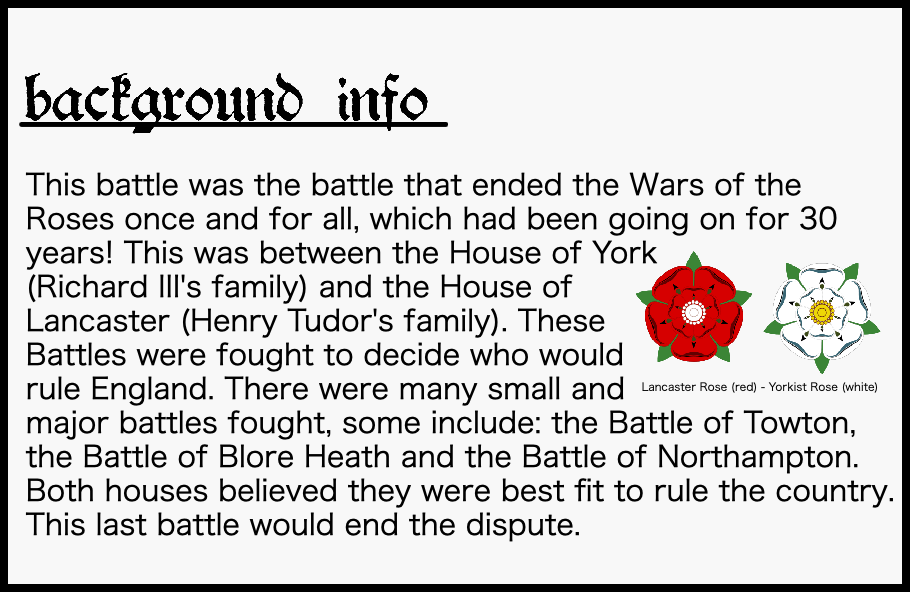 background info
This battle was the battle that ended the Wars of the
Roses once and for all, which had been going on for 30
years! This was between the House of York
(Richard III's family) and the House of
Lancaster (Henry Tudor's family). These
Battles were fought to decide who would
rule England. There were many small and
Lancaster Rose (red) - Yorkist Rose (white)
major battles fought, some include: the Battle of Towton,
the Battle of Blore Heath and the Battle of Northampton.
Both houses believed they were best fit to rule the country.
This last battle would end the dispute.